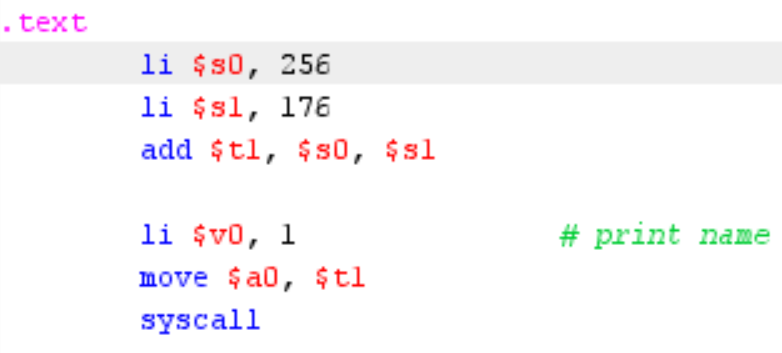 .text
li $s0, 256
li $s1, 176
add $t1, $s0, $s1
li $v0, 1 # print name
move $a0, $t1
syscall